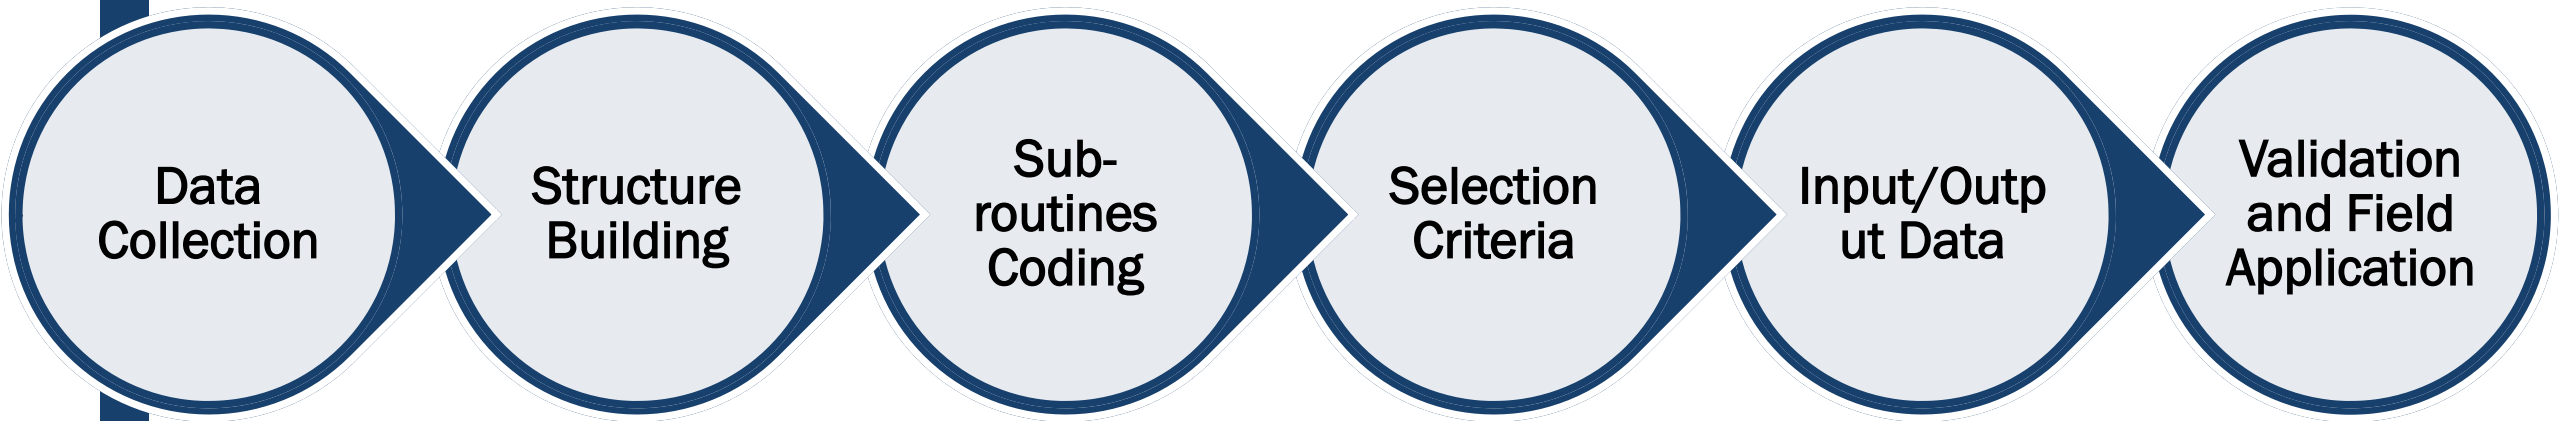 Data
Collection
Structure
Building
Sub-
routines
Coding
Selection
Criteria
Input/Outp
ut Data
Validation
and Field
Application